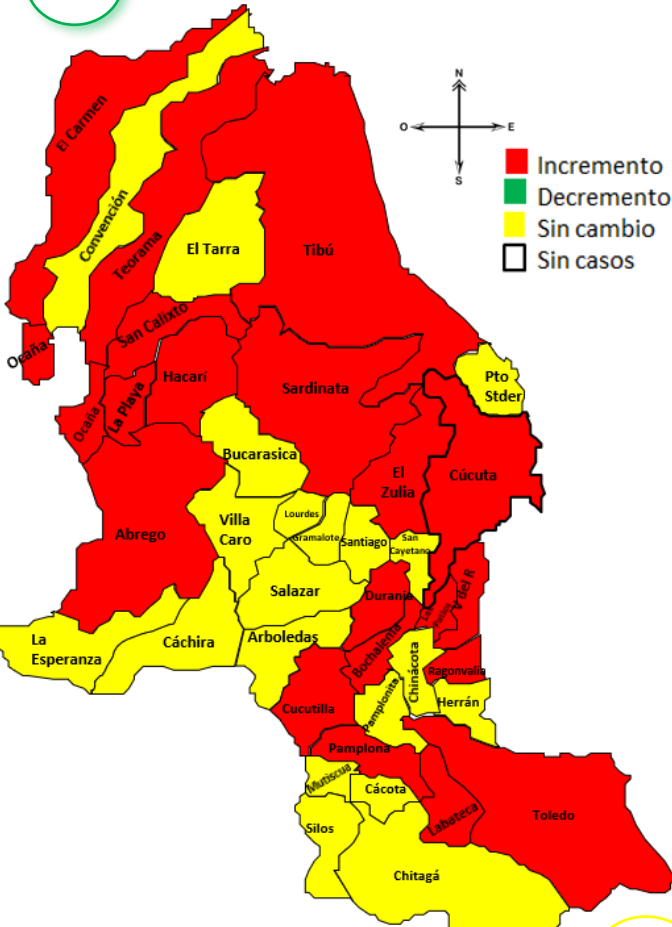 N
O
E
S
Incremento
Decremento
Sin cambio
Sin casos
El Carmen
Convención
Teorama
El Tarra
Tibú
San Calixto
Ocaña
Hacarí
La Playa
Ocaña
Sardinata
Pto
Stder
Bucarasica
El
Zulia
Cúcuta
Abrego
Villa
Caro
Lourdes
Gramalote
Santiago
San
Cayetano
Salazar
Durania
V del R
La
Esperanza
Cáchira
Arboledas
Bochalema
Chinácota
Ragonvalia
Cucutilla
Pamplonita
Herrán
Pamplona
Mutiscua
Cácota
Labateca
Toledo
Silos
Chitagá